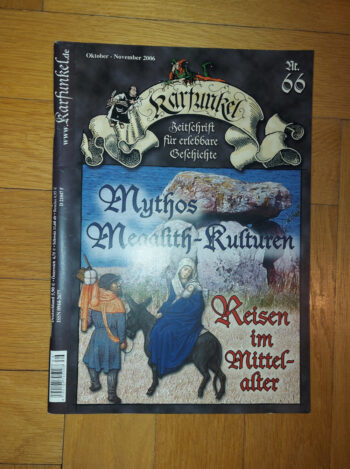 Oktober - November 2006
Nr.
66
www.Karfunkel.de
Karfunkel
Zeitschrift
für erlebbare
Geschichte
Mythos
Megalith-Kulturen
Reisen
im
Mittel-
alter